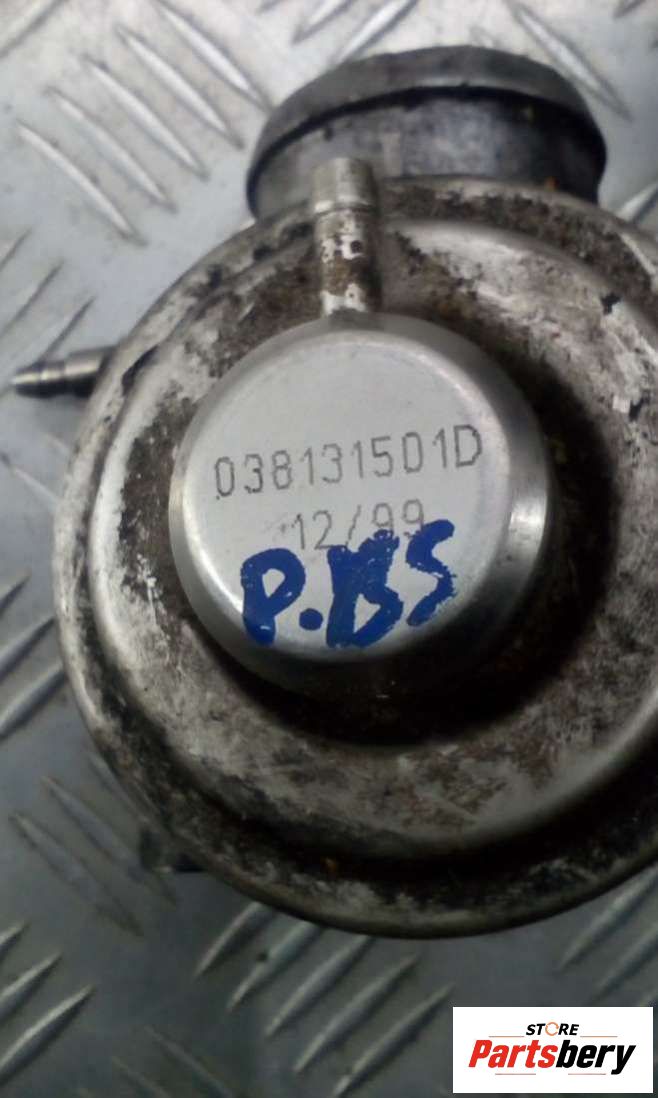 038131501D
12/99
P.BS
STORE
Partsbery